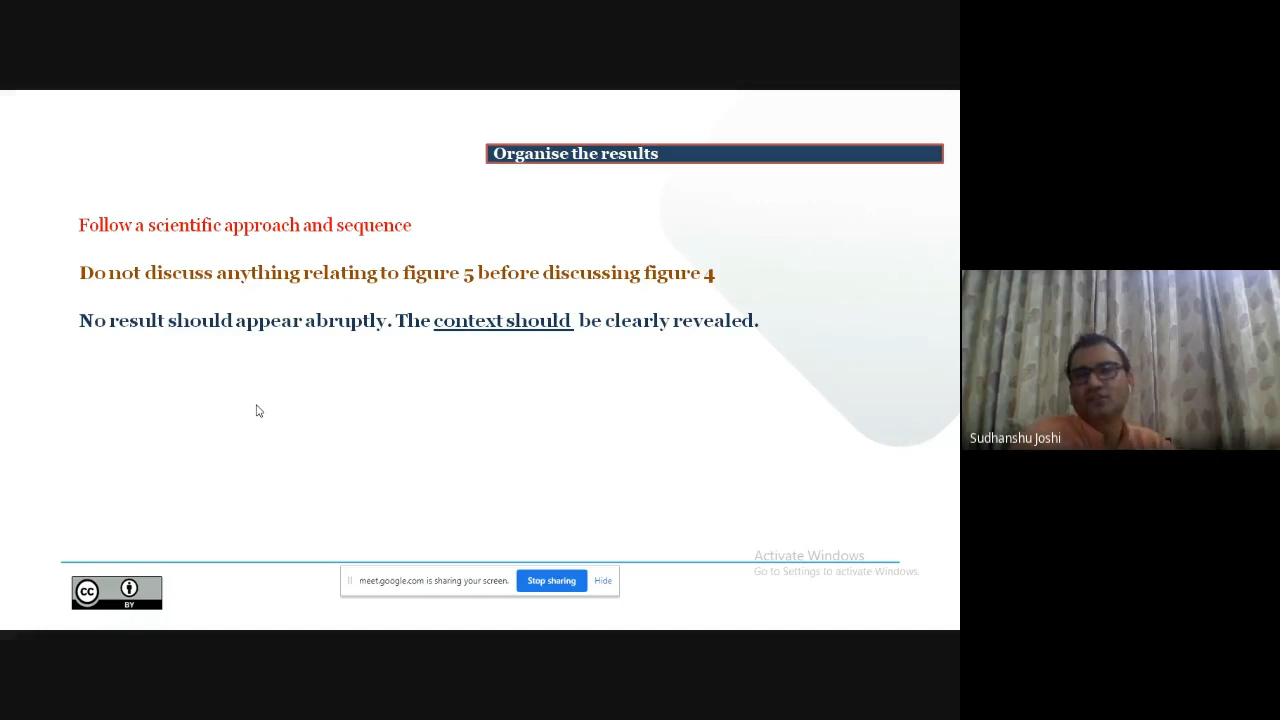 Organise the results
Follow a scientific approach and sequence
Do not discuss anything relating to figure 5 before discussing figure 4
No result should appear abruptly. The context should be clearly revealed.
Sudhanshu Joshi
Activate Windows
Go to Settings to activate Windows.
meet.google.com is sharing your screen. Stop sharing Hide
cc
BY